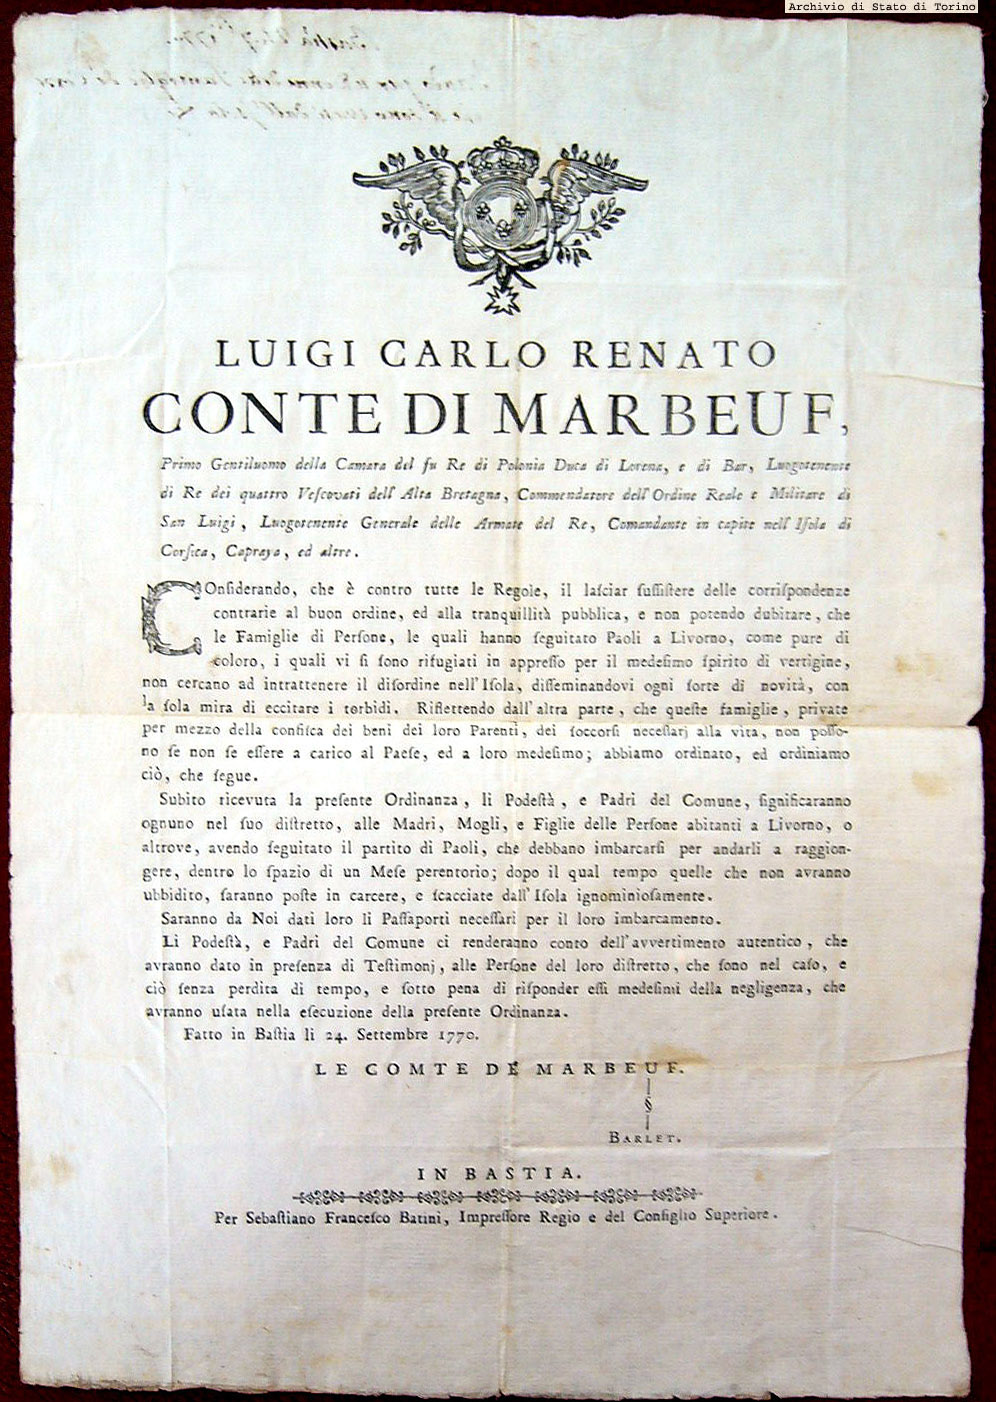 Archivio di Stato di Torino
LUIGI CARLO RENATO
CONTE DI MARBEUF,
Primo Gentiluomo della Camara del fu Re di Polonia Duca di Lorena, e di Bar, Luogotenente
di Re dei quattro Veſcovati dell' Alta Bretagna, Commendatore dell'Ordine Reale e Militare di
San Luigi, Luogotenente Generale delle Armate del Re, Comandante in capite nell'Iſola di
Corſica, Capraya, ed altre.
COnſiderando, che è contro tutte le Regole, il laſciar ſuſſiſtere delle corriſpondenze
contrarie al buon ordine, ed alla tranquillità pubblica, e non potendo dubitare, che
le Famiglie di Perſone, le quali hanno ſeguitato Paoli a Livorno, come pure di
coloro, i quali vi ſi ſono rifugiati in appreſſo per il medeſimo ſpirito di vertigine,
non cercano ad intrattenere il diſordine nell'Iſola, diſſeminandovi ogni ſorte di novità, con
la ſola mira di eccitare i torbidi. Riflettendo dall'altra parte, che queſte famiglie, private
per mezzo della confiſca dei beni dei loro Parenti, dei ſoccorſi neceſſarj alla vita, non poſſo-
no ſe non ſe eſſere a carico al Paeſe, ed a loro medeſimo; abbiamo ordinato, ed ordiniamo
ciò, che ſegue.
Subito ricevuta la preſente Ordinanza, li Podeſtà, e Padri del Comune, ſignificaranno
ognuno nel ſuo diſtretto, alle Madri, Mogli, e Figlie delle Perſone abitanti a Livorno, o
altrove, avendo ſeguitato il partito di Paoli, che debbano imbarcarſi per andarli a raggion-
gere, dentro lo ſpazio di un Meſe perentorio; dopo il qual tempo quelle che non avranno
ubbidito, ſaranno poſte in carcere, e ſcacciate dall'Iſola ignominioſamente.
Saranno da Noi dati loro li Paſſaporti neceſſari per il loro imbarcamento.
Li Podeſtà, e Padri del Comune ci renderanno conto dell'avvertimento autentico, che
avranno dato in preſenza di Teſtimonj, alle Perſone del loro diſtretto, che ſono nel caſo, e
ciò ſenza perdita di tempo, e ſotto pena di riſponder eſſi medeſimi della negligenza, che
avranno uſata nella eſecuzione della preſente Ordinanza.
Fatto in Baſtia li 24. Settembre 1770.
LE COMTE DE MARBEUF.
§
BARLET.
IN BASTIA.
Per Sebaſtiano Franceſco Batini, Impreſſore Regio e del Conſiglio Superiore.